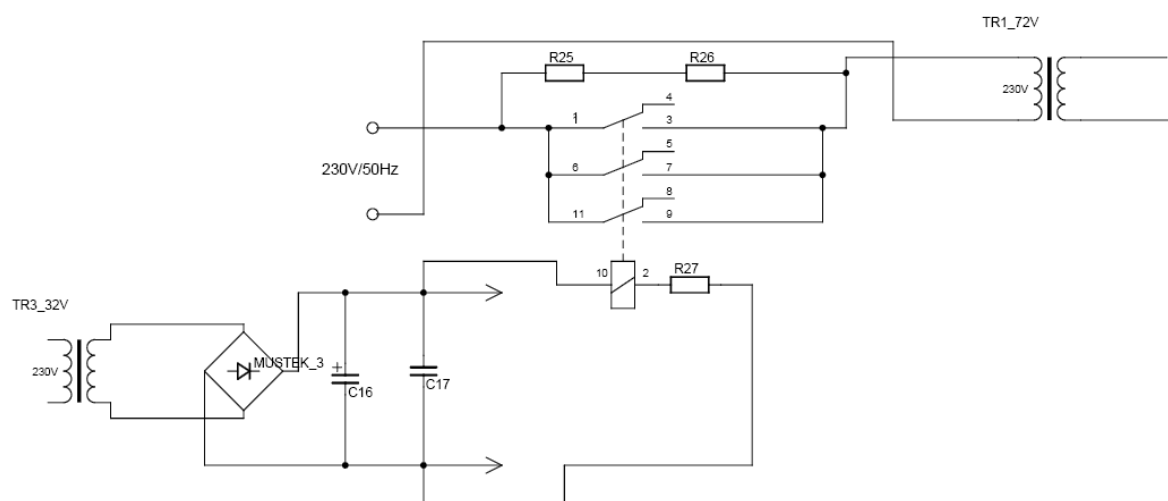 TR1_72V
R25
R26
230V
4
1
3
5
230V/50Hz
6
7
8
11
9
10
2
R27
TR3_32V
230V
MUSTEK_3
+
C16
C17